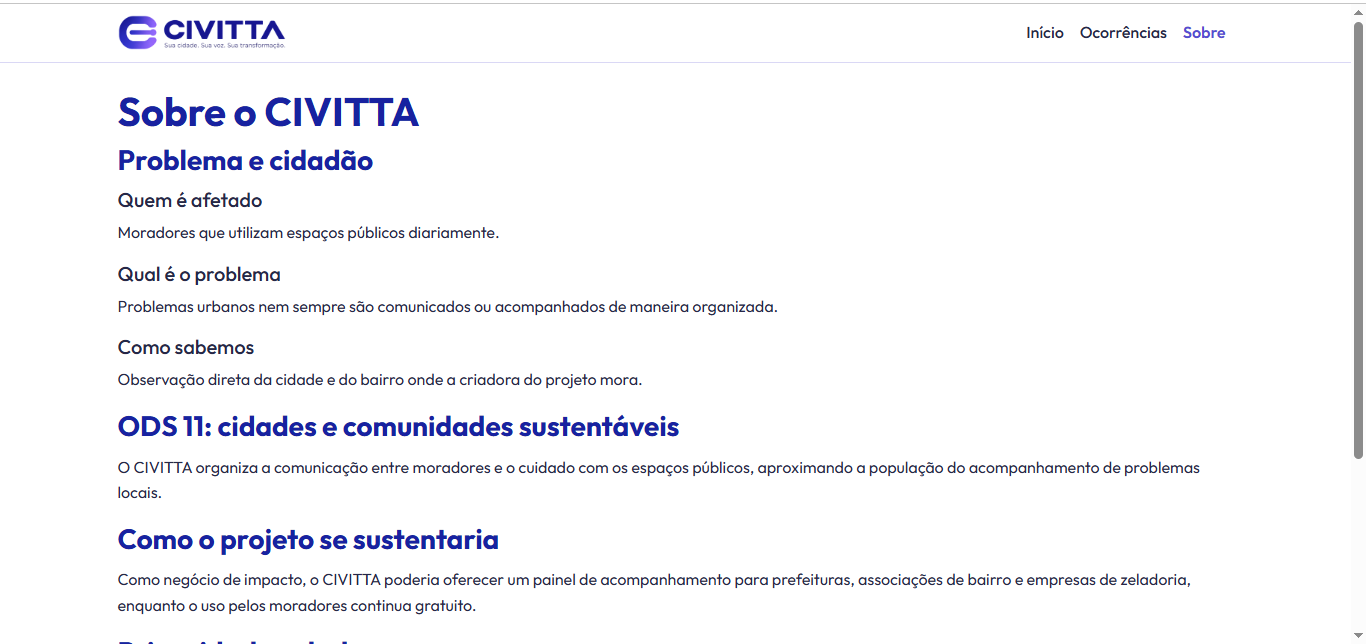 CIVITTA
Sua cidade. Sua voz. Sua transformação.
Início Ocorrências Sobre
Sobre o CIVITTA
Problema e cidadão
Quem é afetado
Moradores que utilizam espaços públicos diariamente.
Qual é o problema
Problemas urbanos nem sempre são comunicados ou acompanhados de maneira organizada.
Como sabemos
Observação direta da cidade e do bairro onde a criadora do projeto mora.
ODS 11: cidades e comunidades sustentáveis
O CIVITTA organiza a comunicação entre moradores e o cuidado com os espaços públicos, aproximando a população do acompanhamento de problemas
locais.
Como o projeto se sustentaria
Como negócio de impacto, o CIVITTA poderia oferecer um painel de acompanhamento para prefeituras, associações de bairro e empresas de zeladoria,
enquanto o uso pelos moradores continua gratuito.